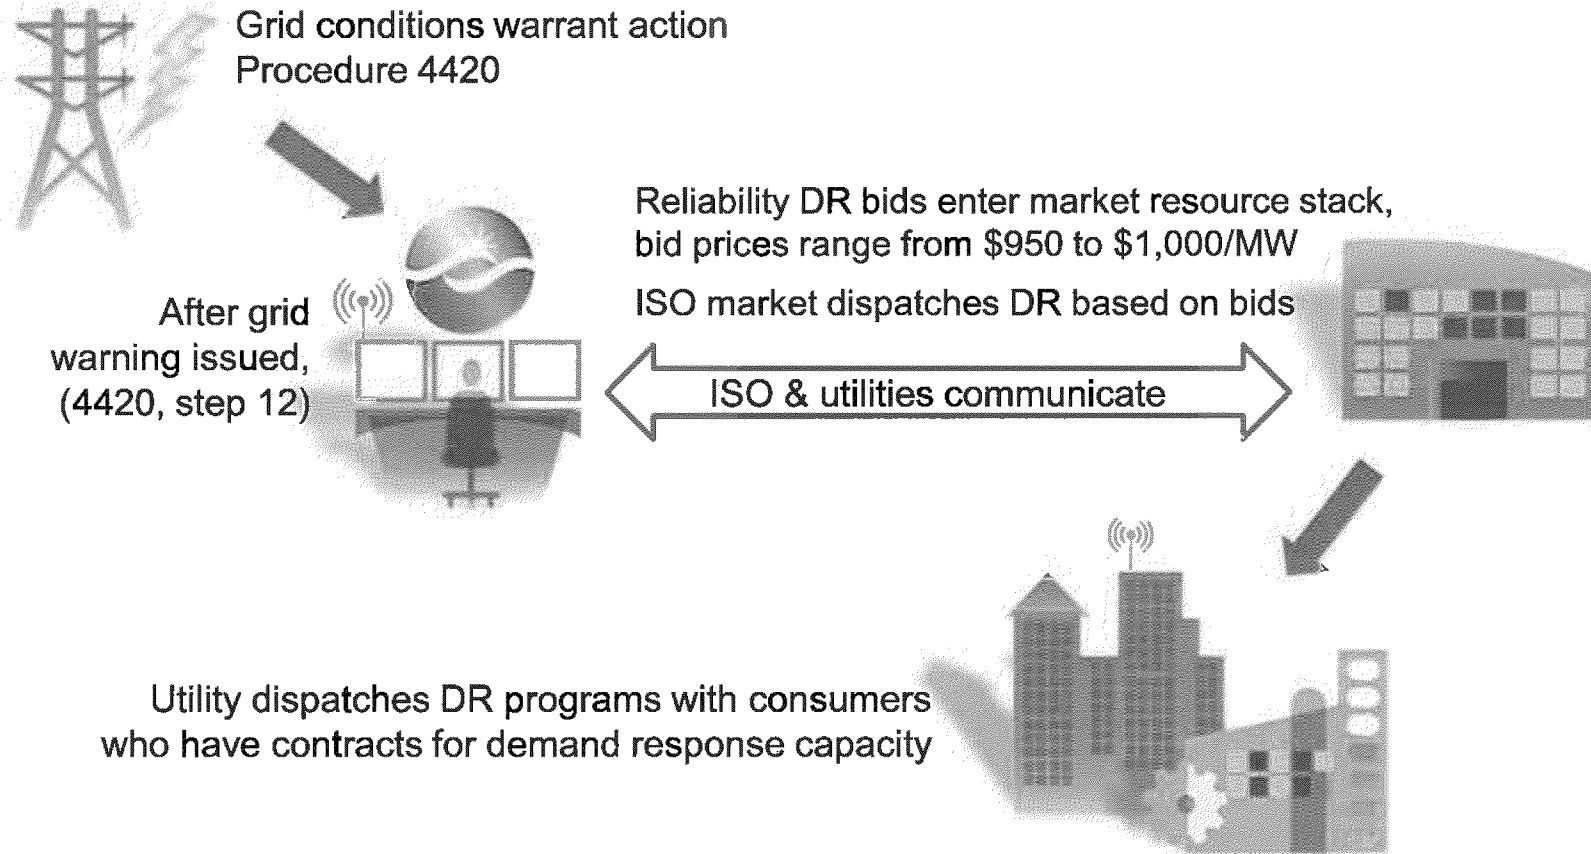 Grid conditions warrant action
Procedure 4420
Reliability DR bids enter market resource stack,
bid prices range from $950 to $1,000/MW
ISO market dispatches DR based on bids
After grid
warning issued,
(4420, step 12)
ISO & utilities communicate
Utility dispatches DR programs with consumers
who have contracts for demand response capacity